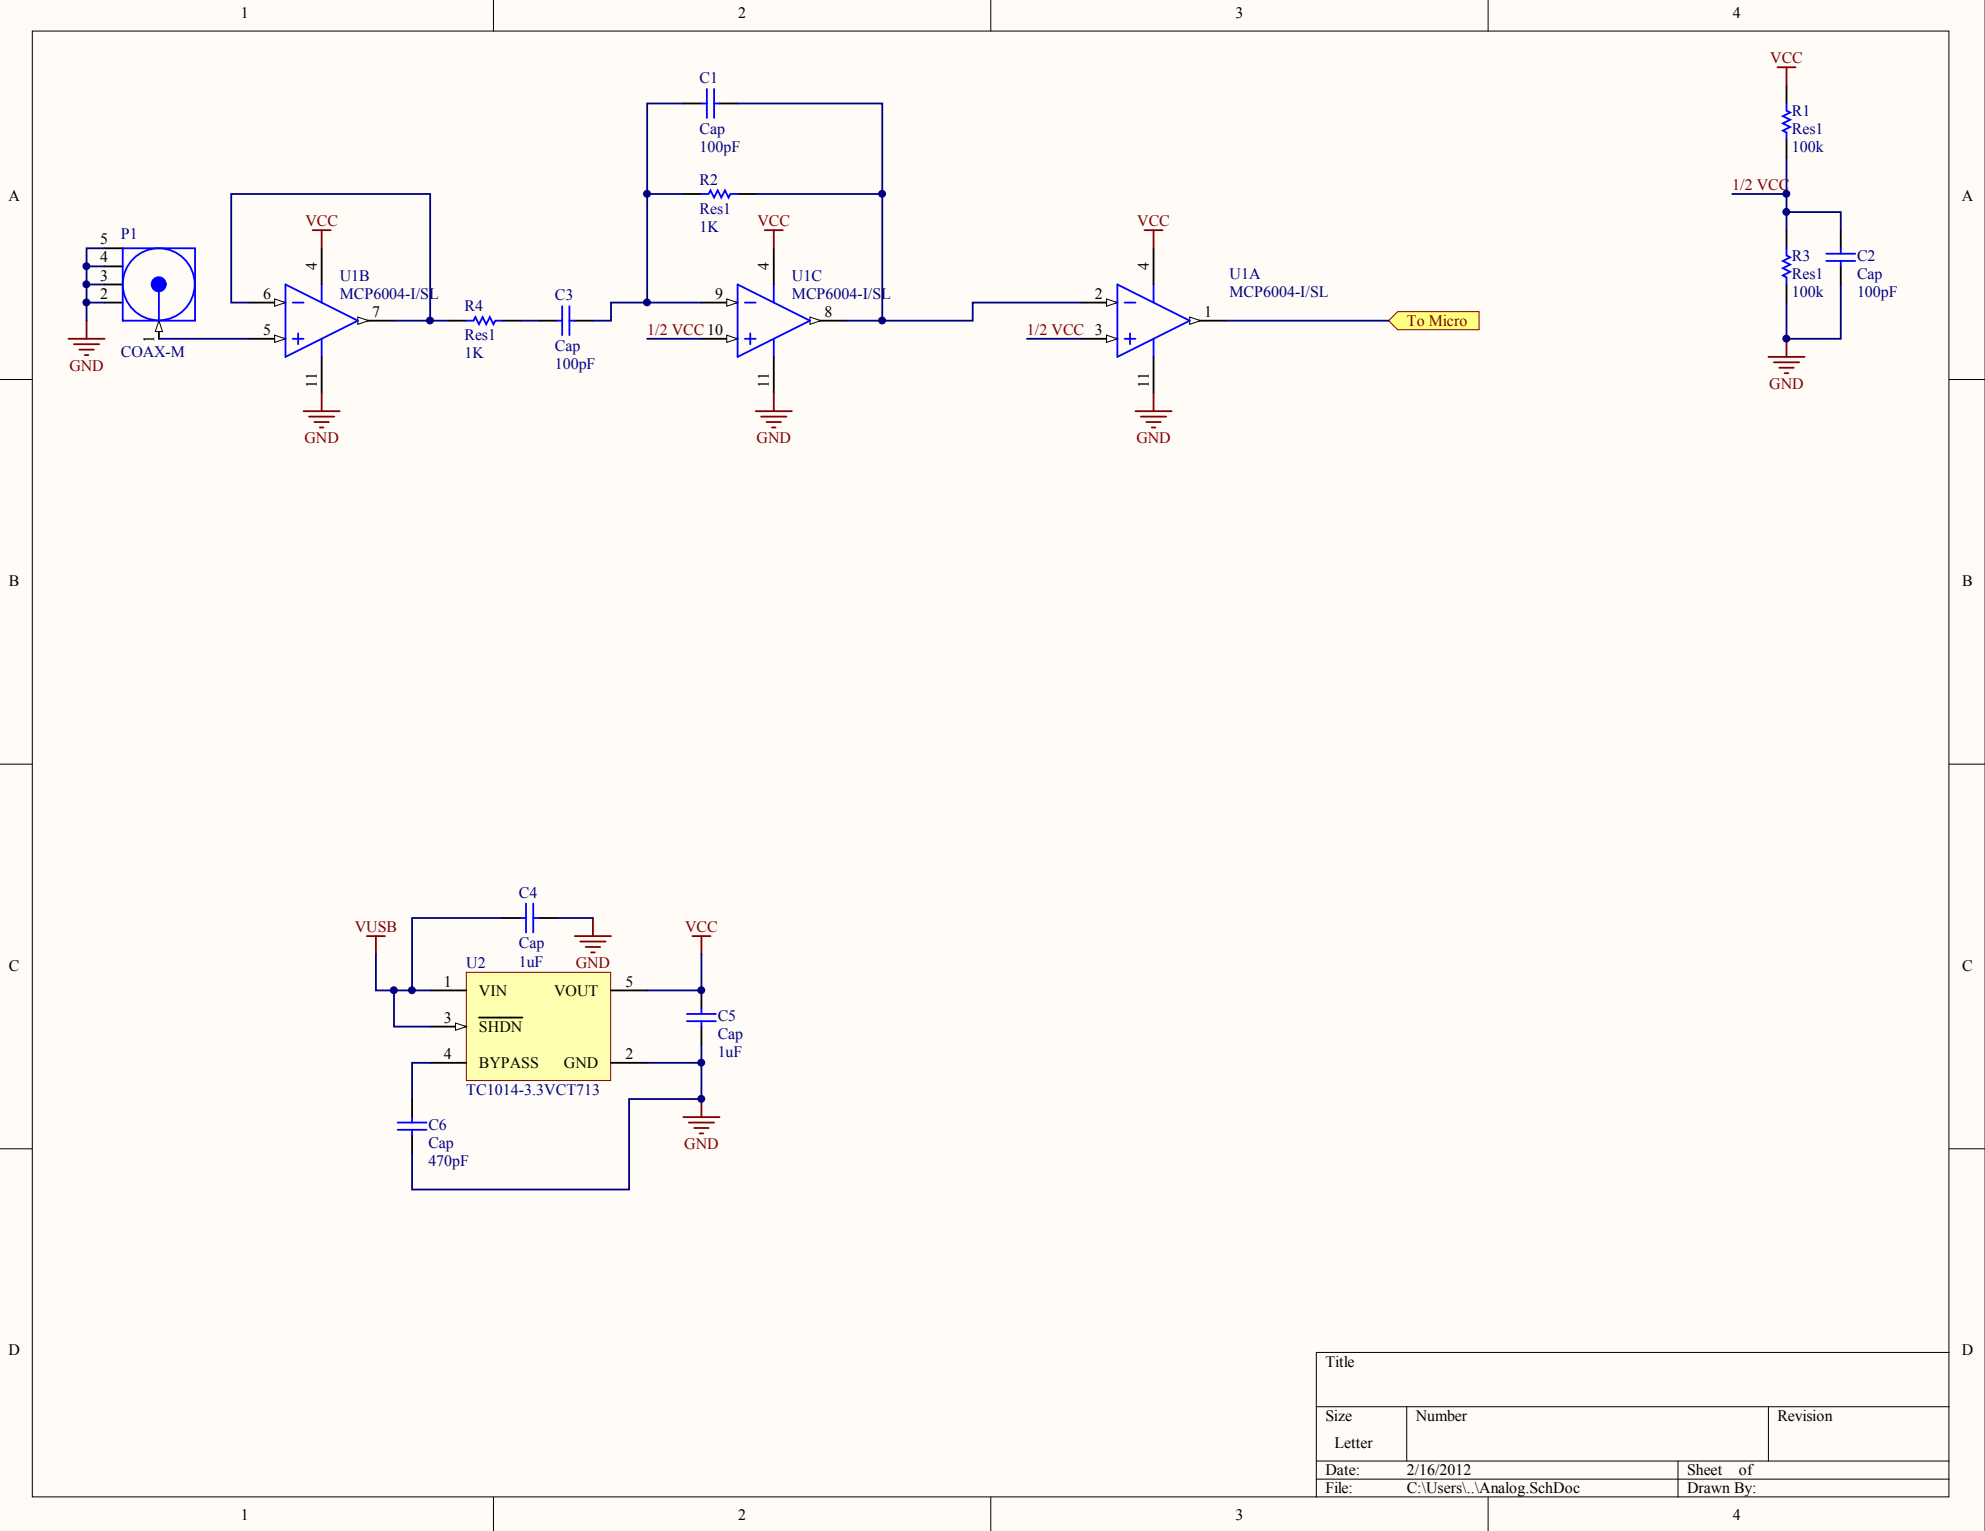 1 2 3 4
A A
B B
C C
D D
1 2 3 4
P1
5
4
3
2
1
COAX-M
GND
VCC
4
U1B
MCP6004-I/SL
6
5
7
11
GND
R4
Res1
1K
C3
Cap
100pF
C1
Cap
100pF
R2
Res1
1K
VCC
4
U1C
MCP6004-I/SL
9
1/2 VCC 10
8
11
GND
VCC
4
U1A
MCP6004-I/SL
2
1/2 VCC 3
1
11
GND
To Micro
VCC
R1
Res1
100k
1/2 VCC
R3
Res1
100k
C2
Cap
100pF
GND
C4
Cap
1uF
GND
VUSB
U2
1 VIN VOUT 5
3 SHDN
4 BYPASS GND 2
TC1014-3.3VCT713
VCC
C5
Cap
1uF
GND
C6
Cap
470pF
Title
Size Number Revision
Letter
Date: 2/16/2012 Sheet of
File: C:\Users\..\Analog.SchDoc Drawn By: